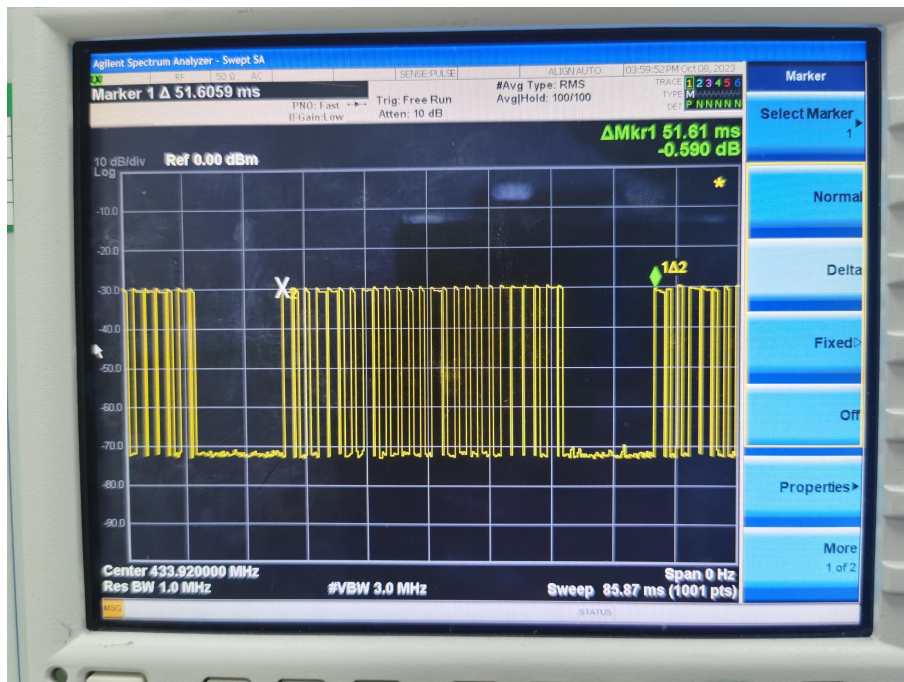 Agilent Spectrum Analyzer - Swept SA
RF 50 Ω AC SENSE:PULSE ALIGN AUTO 03:59:52 PM Oct 08, 2023
Marker 1 Δ 51.6059 ms
PNO: Fast
IFGain:Low
Trig: Free Run
Atten: 10 dB
#Avg Type: RMS
Avg|Hold: 100/100
TRACE 1 2 3 4 5 6
TYPE M
DET P N N N N N
ΔMkr1 51.61 ms
-0.590 dB
10 dB/div Ref 0.00 dBm
Log
-10.0
-20.0
-30.0
-40.0
-50.0
-60.0
-70.0
-80.0
-90.0
X2
1Δ2
Center 433.920000 MHz
Span 0 Hz
Res BW 1.0 MHz #VBW 3.0 MHz Sweep 85.87 ms (1001 pts)
MSG STATUS
Marker
Select Marker
1
Normal
Delta
Fixed
Off
Properties
More
1 of 2